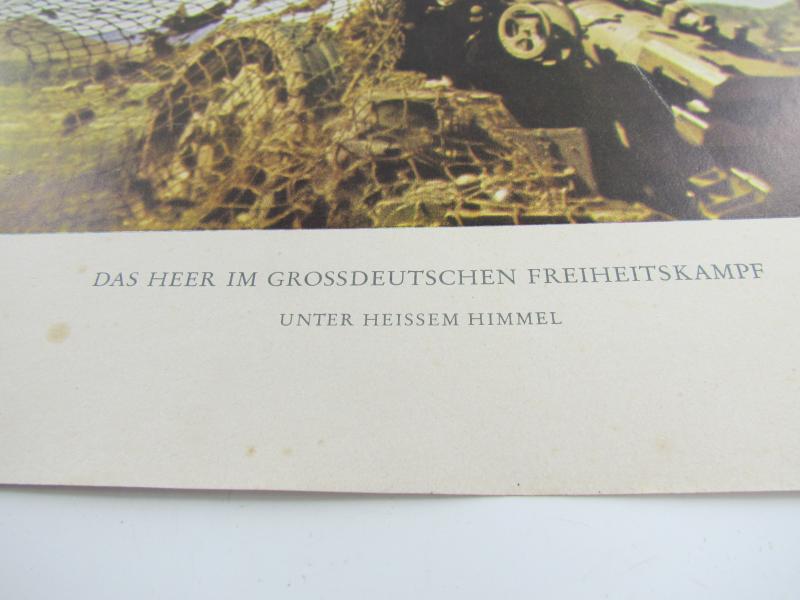 DAS HEER IM GROSSDEUTSCHEN FREIHEITSKAMPF
UNTER HEISSEM HIMMEL